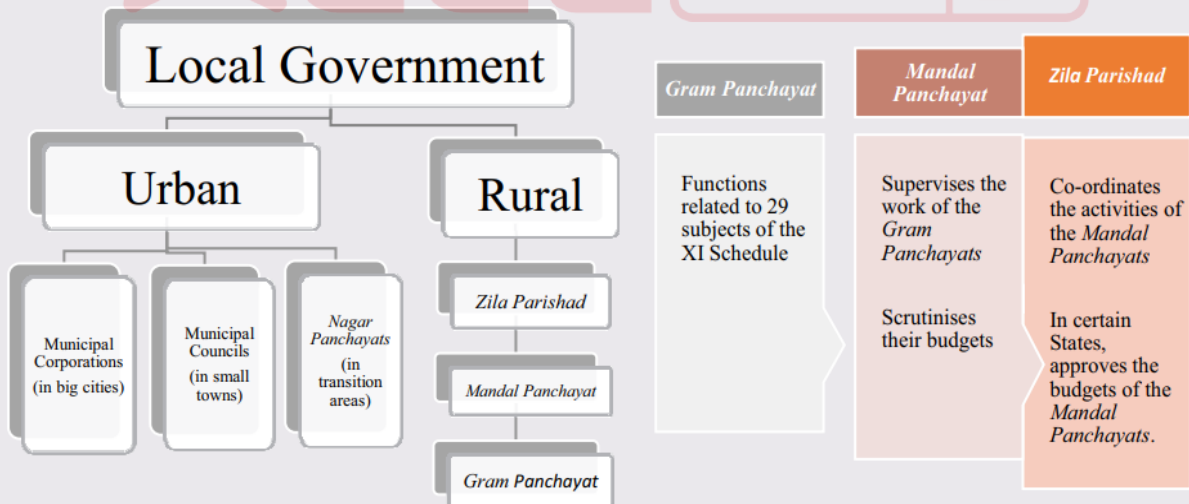 Local Government
Urban
Rural
Municipal
Corporations
(in big cities)
Municipal
Councils
(in small
towns)
Nagar
Panchayats
(in
transition
areas)
Zila Parishad
Mandal Panchayat
Gram Panchayat
Gram Panchayat
Functions
related to 29
subjects of the
XI Schedule
Mandal
Panchayat
Supervises the
work of the
Gram
Panchayats
Scrutinises
their budgets
Zila Parishad
Co-ordinates
the activities of
the Mandal
Panchayats
In certain
States,
approves the
budgets of the
Mandal
Panchayats.